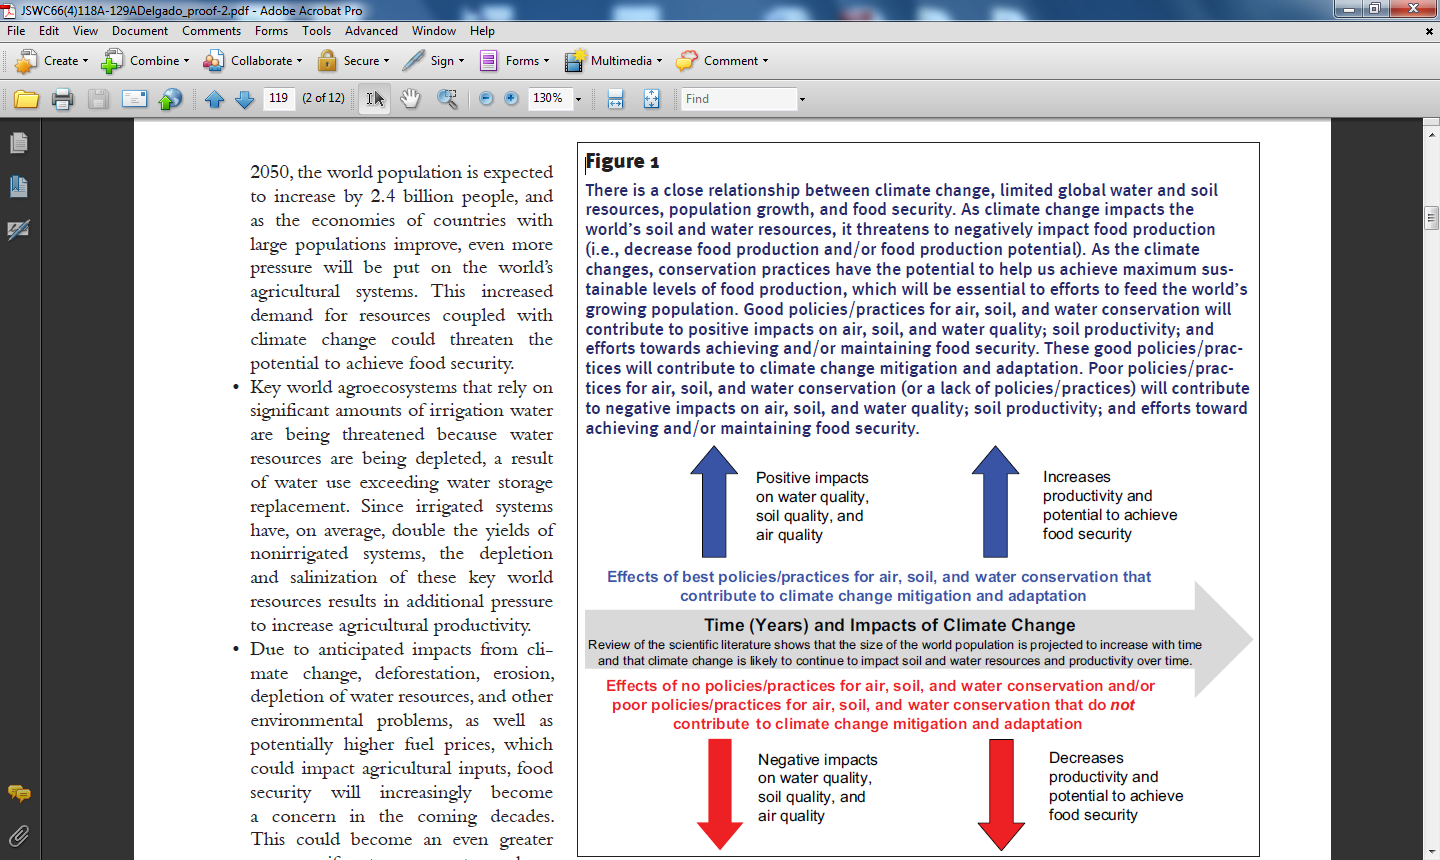 JSWC66(4)118A-129ADelgado_proof-2.pdf - Adobe Acrobat Pro
File Edit View Document Comments Forms Tools Advanced Window Help
Create Combine Collaborate Secure Sign Forms Multimedia Comment
119 (2 of 12) 130% Find
2050, the world population is expected
to increase by 2.4 billion people, and
as the economies of countries with
large populations improve, even more
pressure will be put on the world's
agricultural systems. This increased
demand for resources coupled with
climate change could threaten the
potential to achieve food security.
• Key world agroecosystems that rely on
significant amounts of irrigation water
are being threatened because water
resources are being depleted, a result
of water use exceeding water storage
replacement. Since irrigated systems
have, on average, double the yields of
nonirrigated systems, the depletion
and salinization of these key world
resources results in additional pressure
to increase agricultural productivity.
• Due to anticipated impacts from cli-
mate change, deforestation, erosion,
depletion of water resources, and other
environmental problems, as well as
potentially higher fuel prices, which
could impact agricultural inputs, food
security will increasingly become
a concern in the coming decades.
This could become an even greater
Figure 1
There is a close relationship between climate change, limited global water and soil
resources, population growth, and food security. As climate change impacts the
world's soil and water resources, it threatens to negatively impact food production
(i.e., decrease food production and/or food production potential). As the climate
changes, conservation practices have the potential to help us achieve maximum sus-
tainable levels of food production, which will be essential to efforts to feed the world's
growing population. Good policies/practices for air, soil, and water conservation will
contribute to positive impacts on air, soil, and water quality; soil productivity; and
efforts towards achieving and/or maintaining food security. These good policies/prac-
tices will contribute to climate change mitigation and adaptation. Poor policies/prac-
tices for air, soil, and water conservation (or a lack of policies/practices) will contribute
to negative impacts on air, soil, and water quality; soil productivity; and efforts toward
achieving and/or maintaining food security.
Positive impacts
on water quality,
soil quality, and
air quality
Increases
productivity and
potential to achieve
food security
Effects of best policies/practices for air, soil, and water conservation that
contribute to climate change mitigation and adaptation
Time (Years) and Impacts of Climate Change
Review of the scientific literature shows that the size of the world population is projected to increase with time
and that climate change is likely to continue to impact soil and water resources and productivity over time.
Effects of no policies/practices for air, soil, and water conservation and/or
poor policies/practices for air, soil, and water conservation that do not
contribute to climate change mitigation and adaptation
Negative impacts
on water quality,
soil quality, and
air quality
Decreases
productivity and
potential to achieve
food security